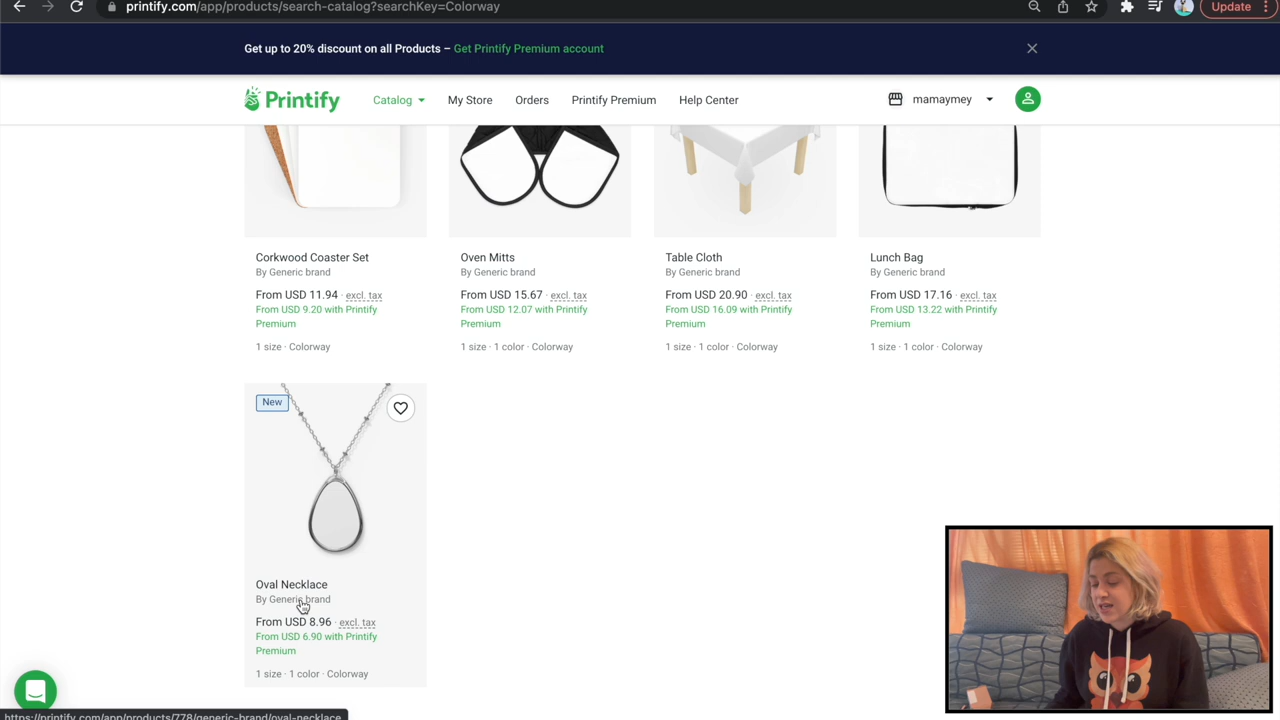 printify.com/app/products/search-catalog?searchKey=Colorway
Update
Get up to 20% discount on all Products – Get Printify Premium account
Printify
Catalog
My Store
Orders
Printify Premium
Help Center
mamaymey
Corkwood Coaster Set
By Generic brand
From USD 11.94 · excl. tax
From USD 9.20 with Printify
Premium
1 size · Colorway
Oven Mitts
By Generic brand
From USD 15.67 · excl. tax
From USD 12.07 with Printify
Premium
1 size · 1 color · Colorway
Table Cloth
By Generic brand
From USD 20.90 · excl. tax
From USD 16.09 with Printify
Premium
1 size · 1 color · Colorway
Lunch Bag
By Generic brand
From USD 17.16 · excl. tax
From USD 13.22 with Printify
Premium
1 size · 1 color · Colorway
New
Oval Necklace
By Generic brand
From USD 8.96 · excl. tax
From USD 6.90 with Printify
Premium
1 size · 1 color · Colorway
https://printify.com/app/products/778/generic-brand/oval-necklace